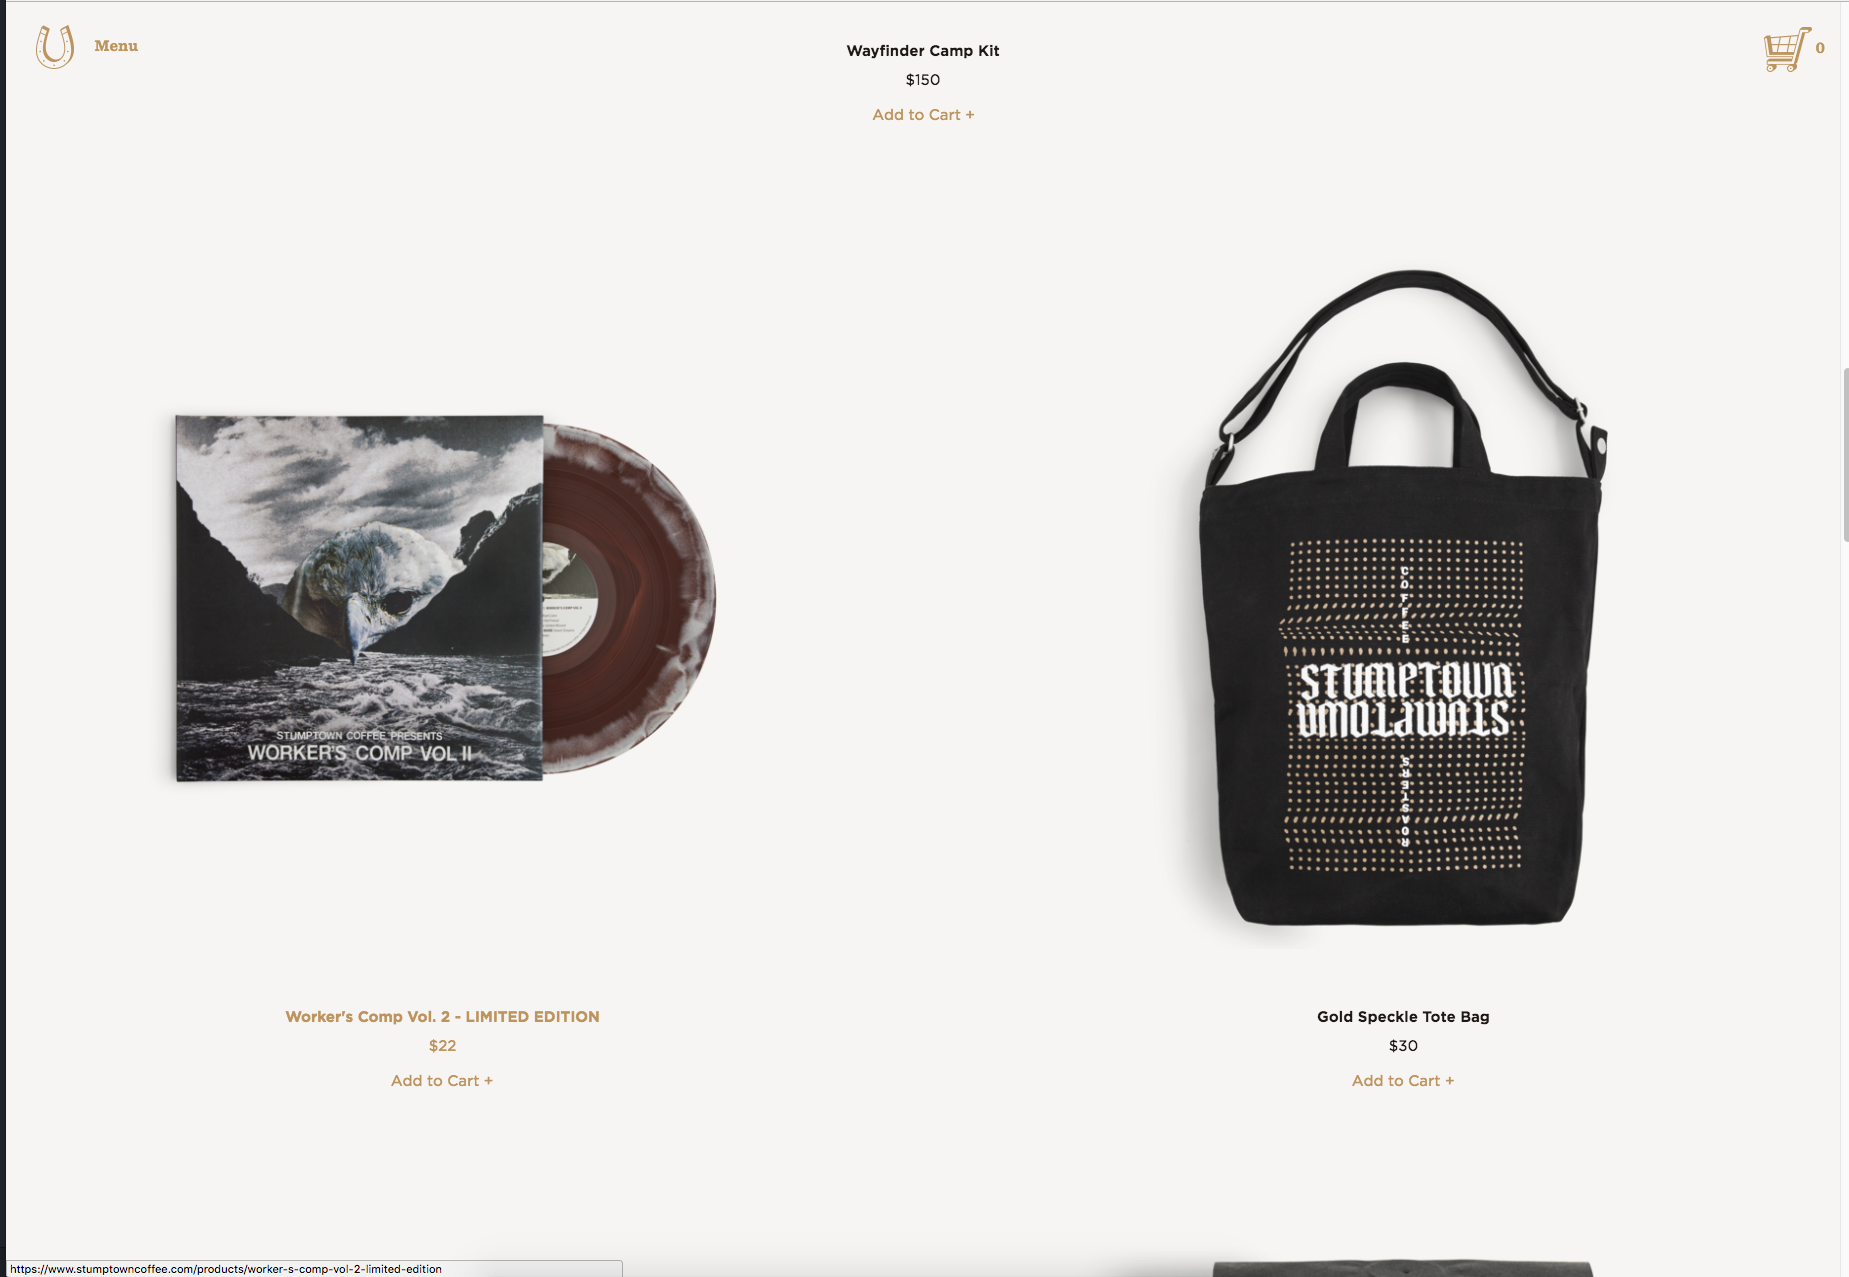 Menu
0
Wayfinder Camp Kit
$150
Add to Cart +
STUMPTOWN COFFEE PRESENTS
WORKER'S COMP VOL II
COFFEE
STUMPTOWN
STUMPTOWN
ROASTERS
Worker's Comp Vol. 2 - LIMITED EDITION
$22
Add to Cart +
Gold Speckle Tote Bag
$30
Add to Cart +
https://www.stumptowncoffee.com/products/worker-s-comp-vol-2-limited-edition